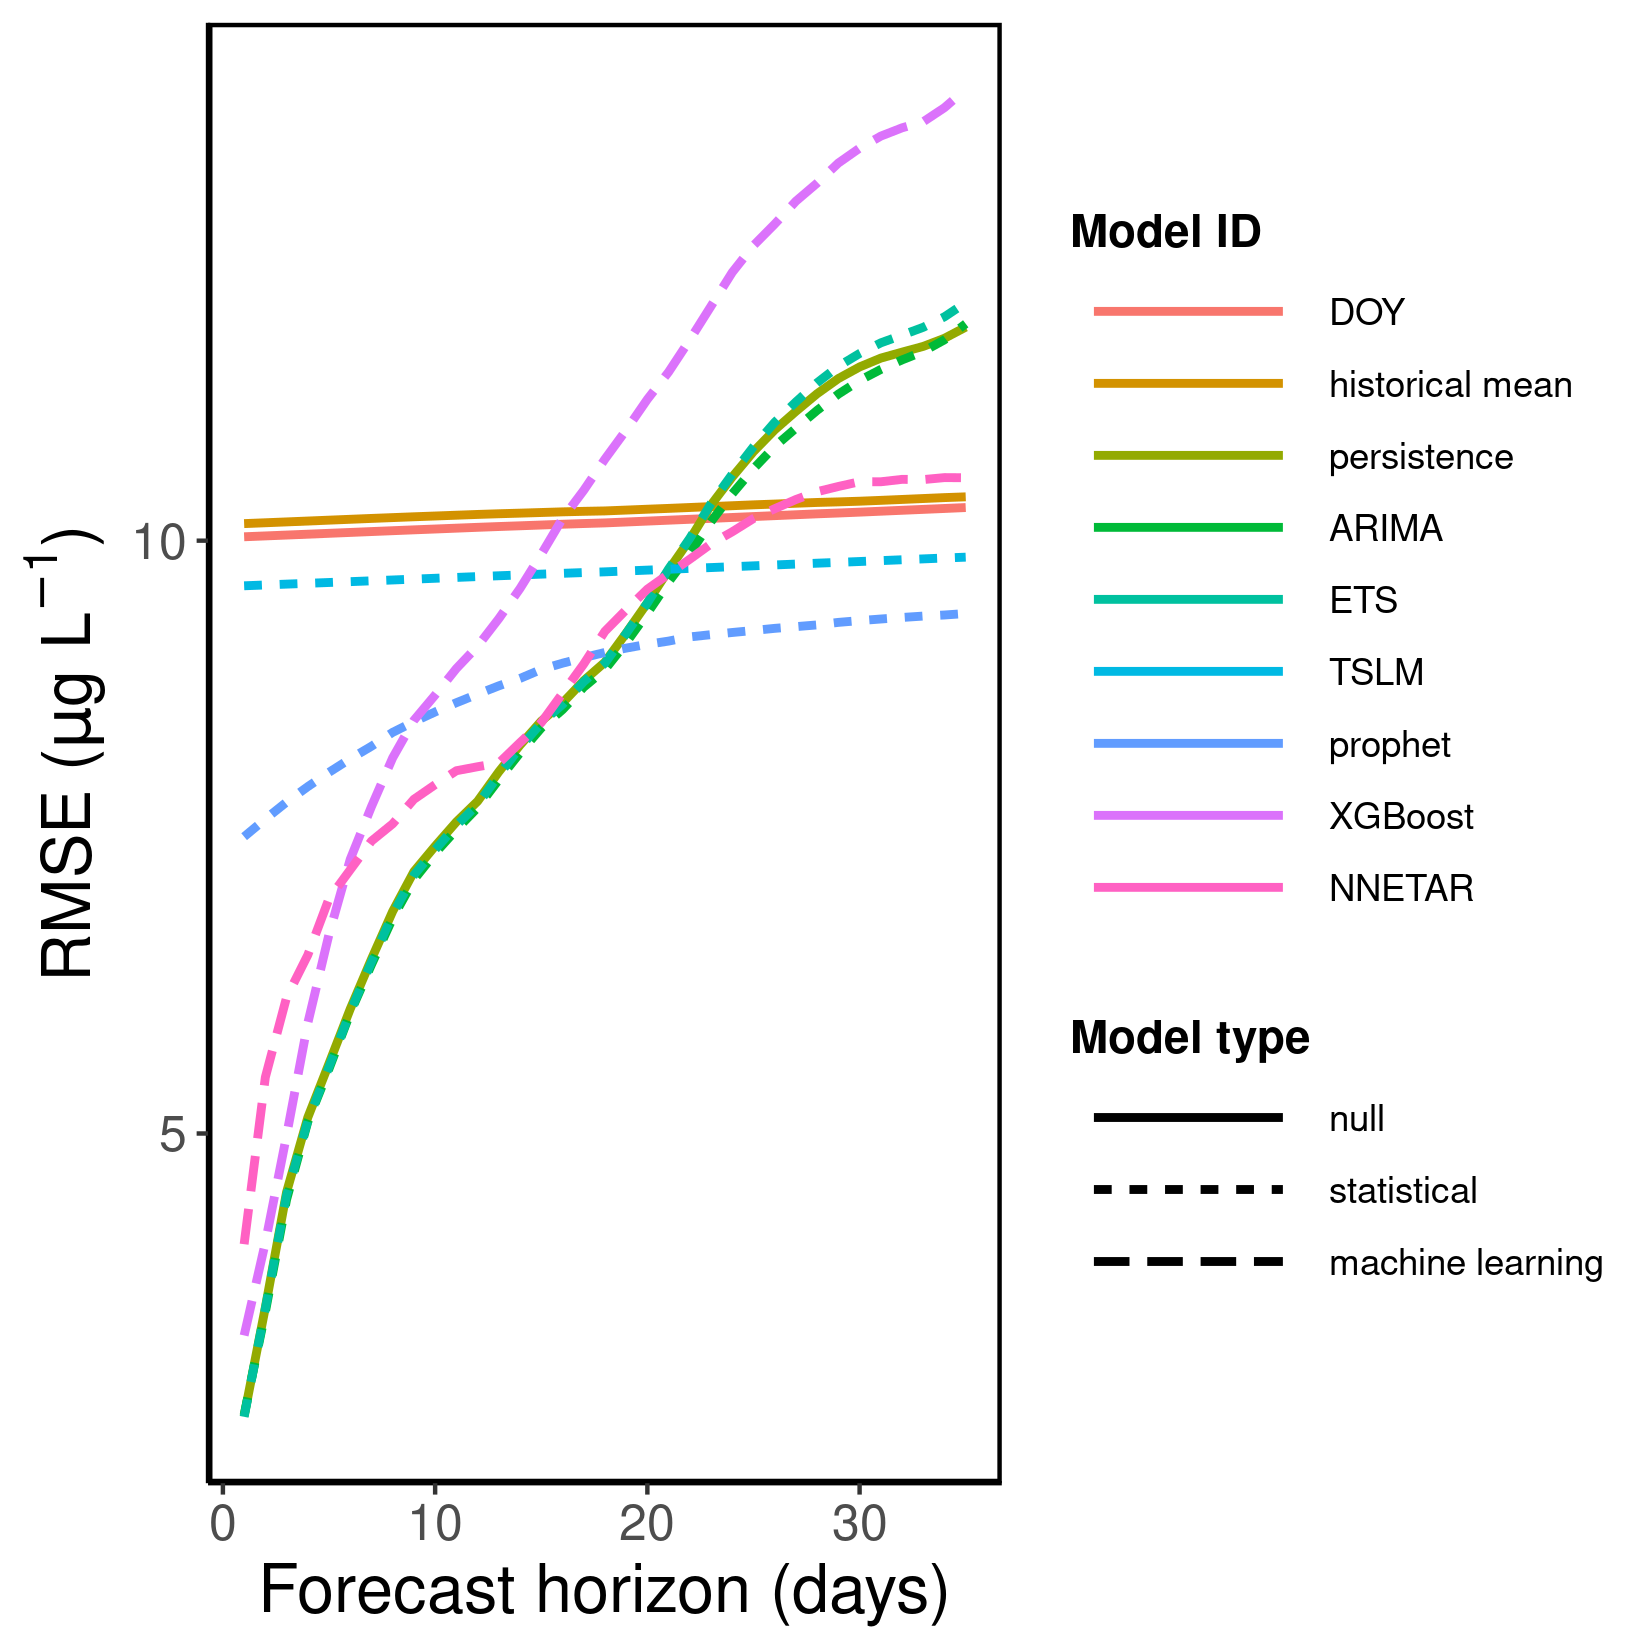 RMSE (µg L⁻¹)
10
5
0 10 20 30
Forecast horizon (days)
Model ID
DOY
historical mean
persistence
ARIMA
ETS
TSLM
prophet
XGBoost
NNETAR
Model type
null
statistical
machine learning